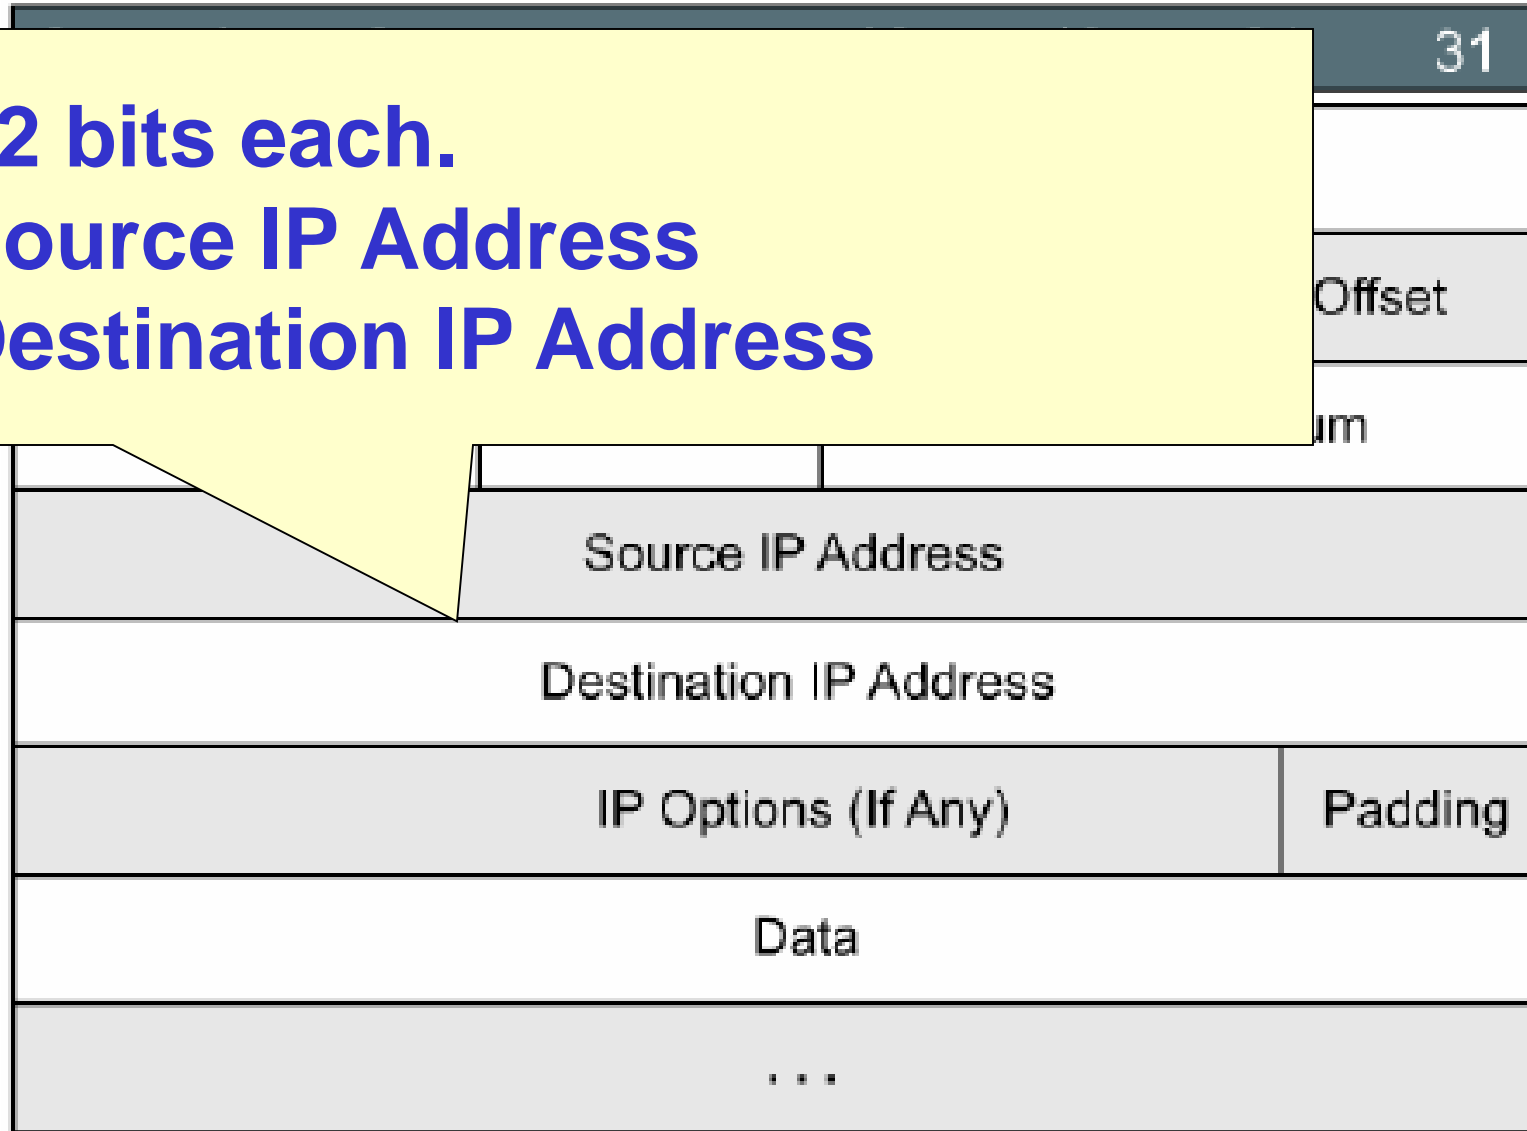 31
2 bits each.
ource IP Address
Destination IP Address
Offset
um
Source IP Address
Destination IP Address
IP Options (If Any) Padding
Data
...